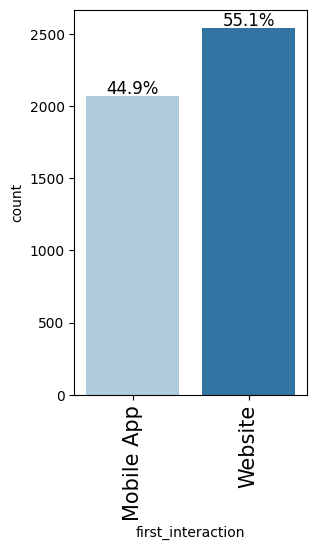 44.9%
55.1%
2500
2000
1500
1000
500
0
count
Mobile App
Website
first_interaction